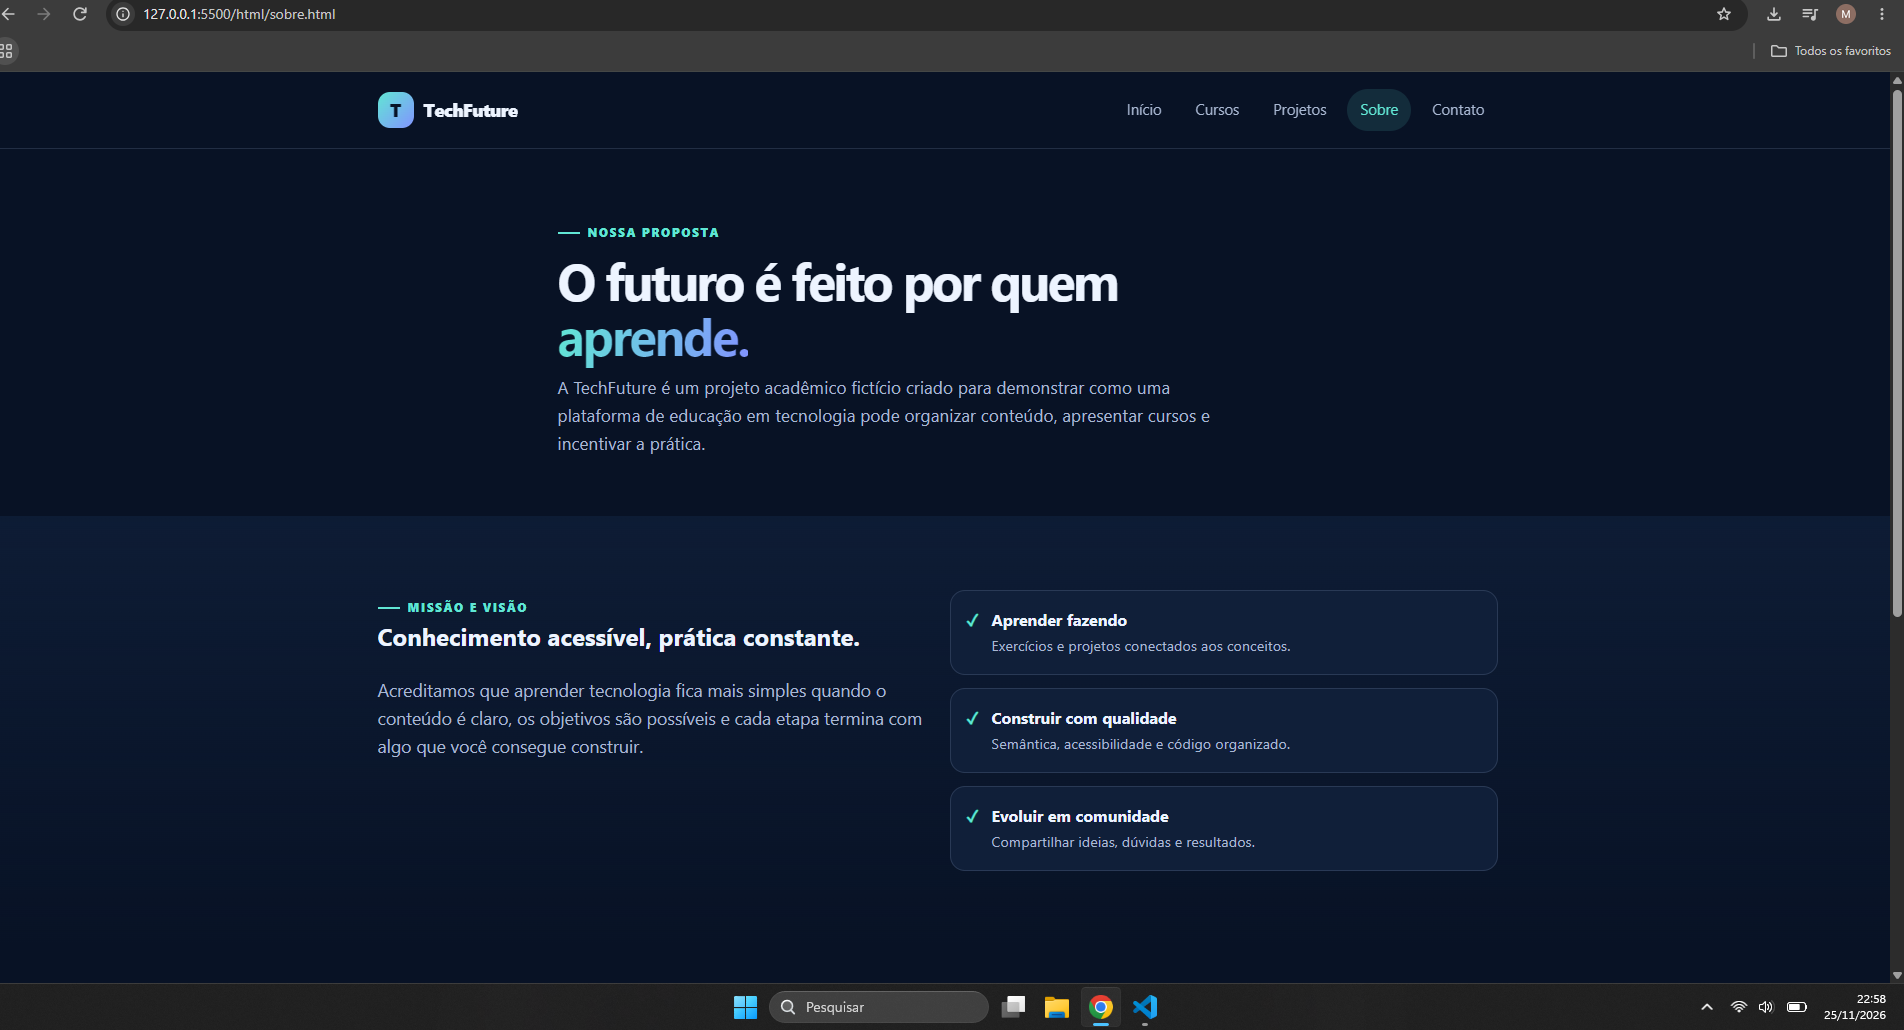 127.0.0.1:5500/html/sobre.html
M
Todos os favoritos
T TechFuture
Início Cursos Projetos Sobre Contato
NOSSA PROPOSTA
O futuro é feito por quem
aprende.
A TechFuture é um projeto acadêmico fictício criado para demonstrar como uma
plataforma de educação em tecnologia pode organizar conteúdo, apresentar cursos e
incentivar a prática.
MISSÃO E VISÃO
Conhecimento acessível, prática constante.
Acreditamos que aprender tecnologia fica mais simples quando o
conteúdo é claro, os objetivos são possíveis e cada etapa termina com
algo que você consegue construir.
Aprender fazendo
Exercícios e projetos conectados aos conceitos.
Construir com qualidade
Semântica, acessibilidade e código organizado.
Evoluir em comunidade
Compartilhar ideias, dúvidas e resultados.
Pesquisar
22:58
25/11/2026